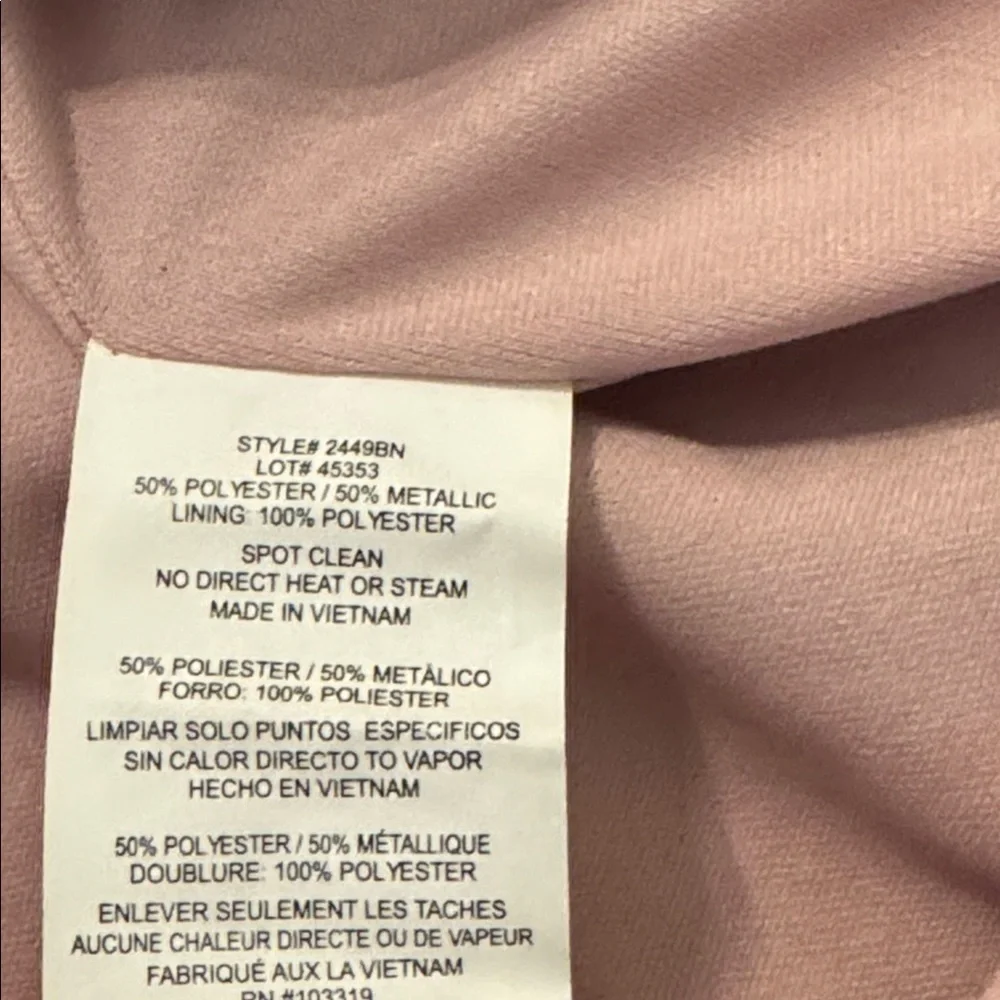 STYLE# 2449BN
LOT# 45353
50% POLYESTER / 50% METALLIC
LINING: 100% POLYESTER
SPOT CLEAN
NO DIRECT HEAT OR STEAM
MADE IN VIETNAM
50% POLIESTER / 50% METÀLICO
FORRO: 100% POLIESTER
LIMPIAR SOLO PUNTOS ESPECIFICOS
SIN CALOR DIRECTO TO VAPOR
HECHO EN VIETNAM
50% POLYESTER / 50% MÉTALLIQUE
DOUBLURE: 100% POLYESTER
ENLEVER SEULEMENT LES TACHES
AUCUNE CHALEUR DIRECTE OU DE VAPEUR
FABRIQUÉ AUX LA VIETNAM
RN #103319